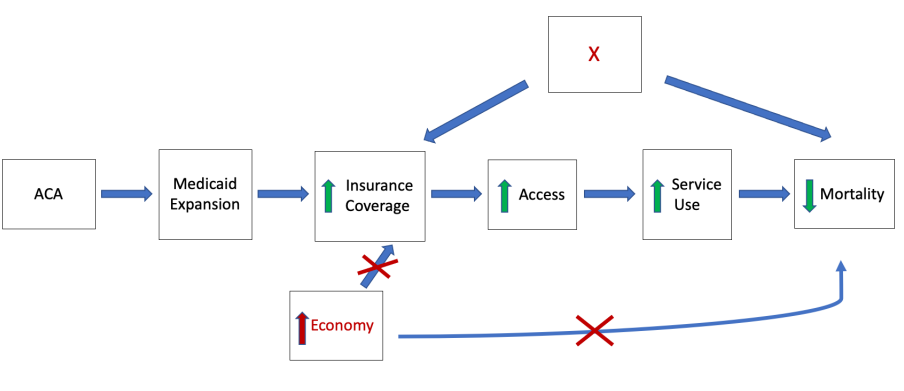 X
ACA
Medicaid
Expansion
Insurance
Coverage
Access
Service
Use
Mortality
Economy